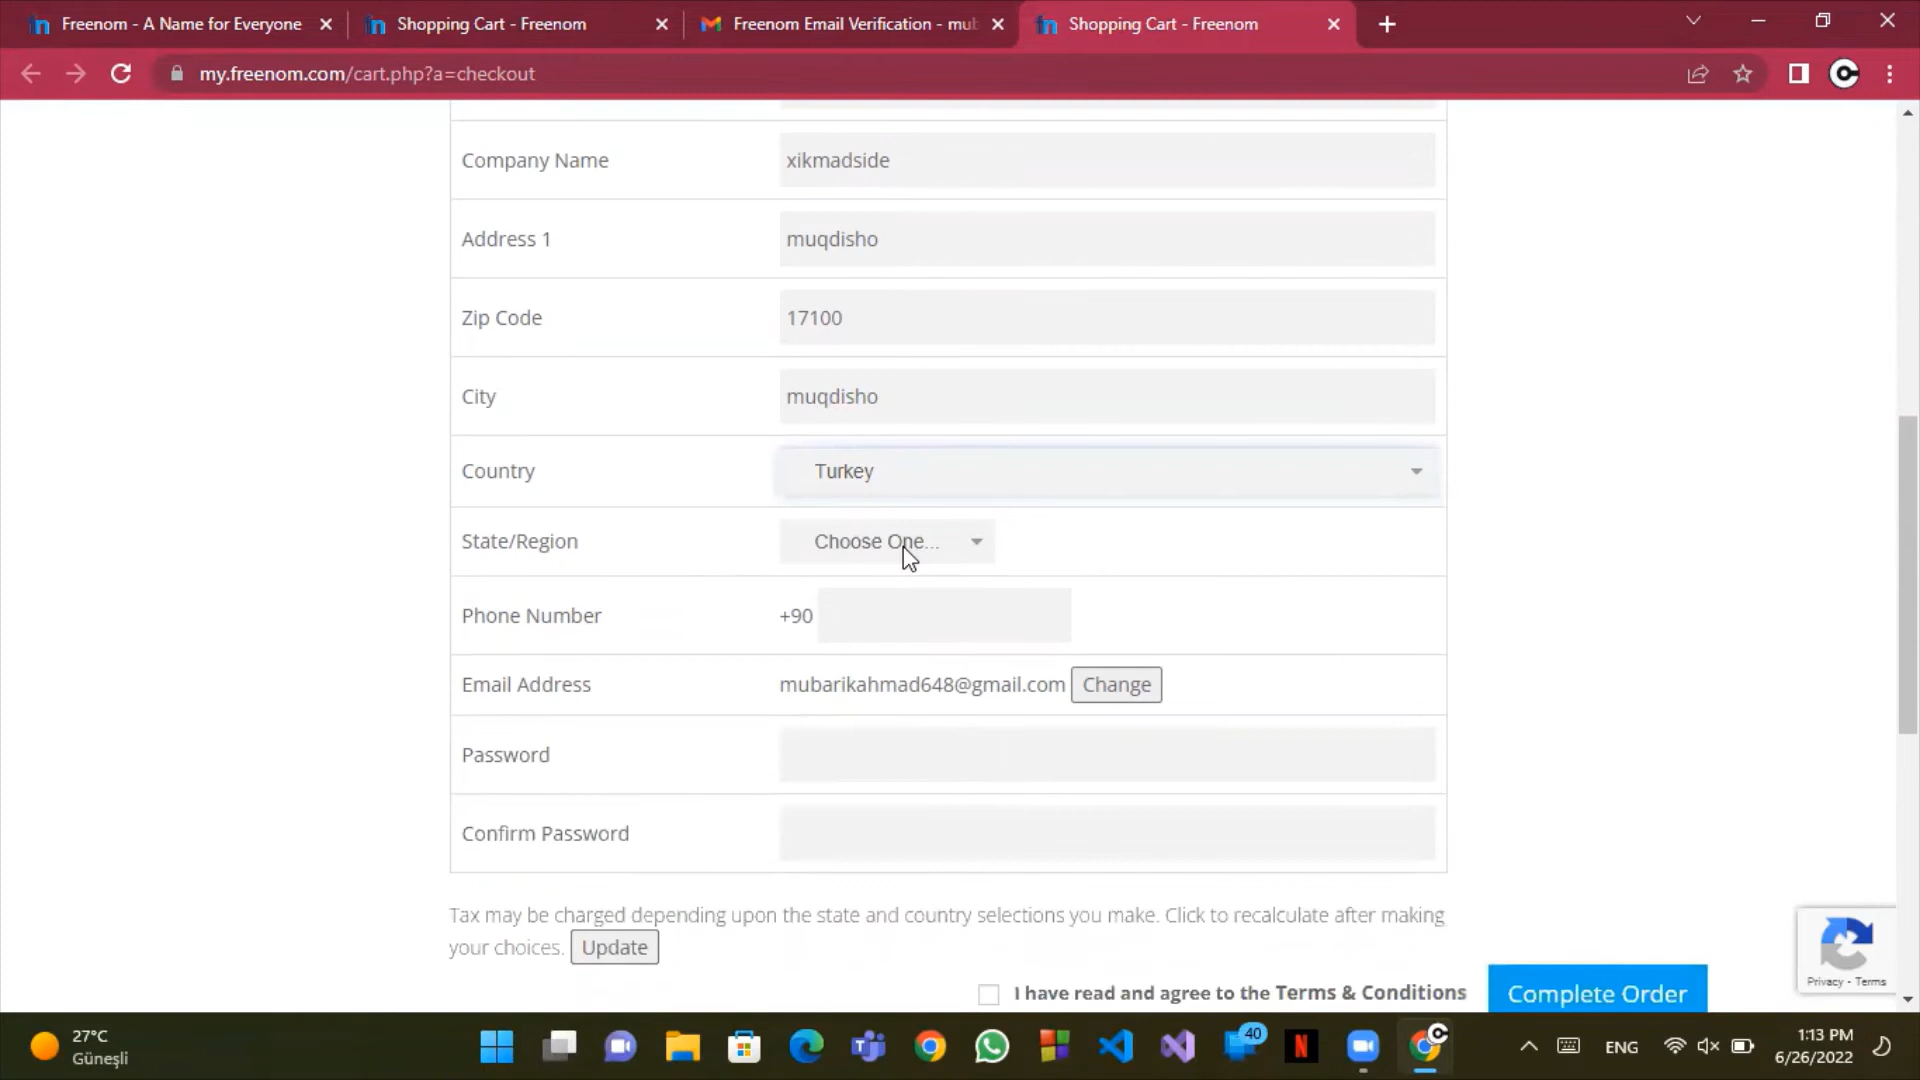 Freenom - A Name for Everyone
Shopping Cart - Freenom
Freenom Email Verification - mu
Shopping Cart - Freenom
my.freenom.com/cart.php?a=checkout
Company Name
xikmadside
Address 1
muqdisho
Zip Code
17100
City
muqdisho
Country
Turkey
State/Region
Choose One...
Phone Number
+90
Email Address
mubarikahmad648@gmail.com
Change
Password
Confirm Password
Tax may be charged depending upon the state and country selections you make. Click to recalculate after making
your choices. Update
I have read and agree to the Terms & Conditions
Complete Order
Privacy - Terms
27°C
Güneşli
40
ENG
1:13 PM
6/26/2022